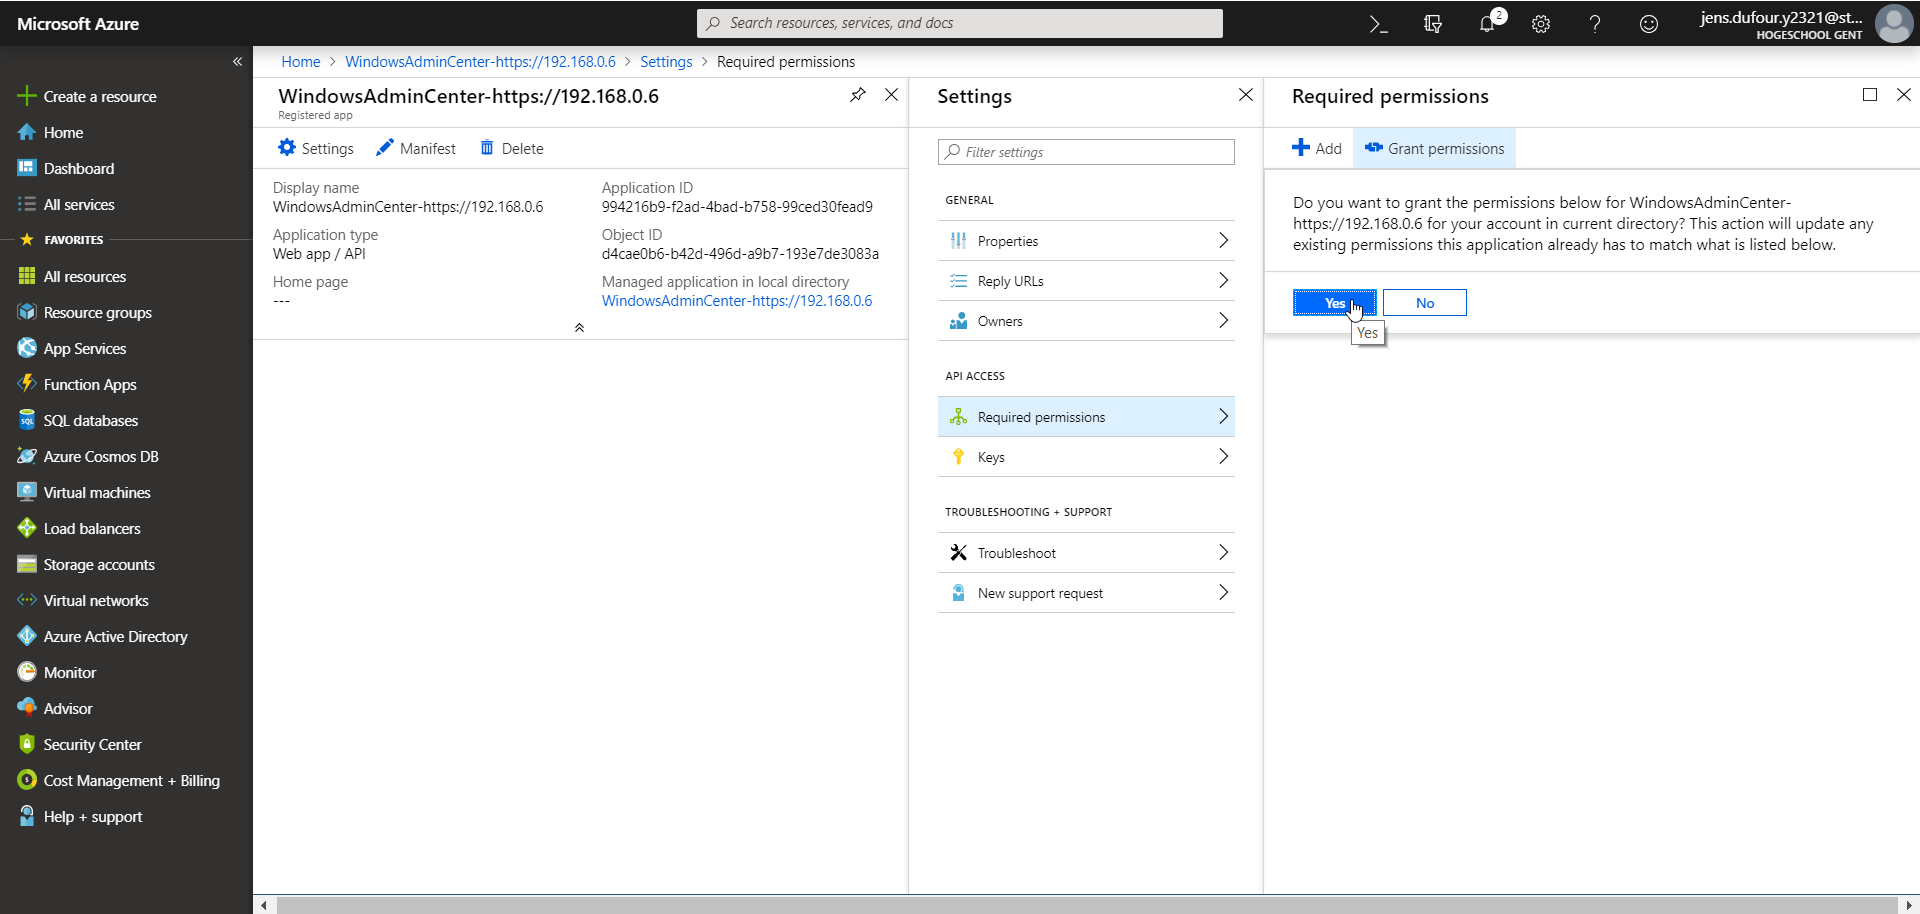 Microsoft Azure
Search resources, services, and docs
2
jens.dufour.y2321@st...
HOGESCHOOL GENT
Create a resource
Home
Dashboard
All services
FAVORITES
All resources
Resource groups
App Services
Function Apps
SQL databases
Azure Cosmos DB
Virtual machines
Load balancers
Storage accounts
Virtual networks
Azure Active Directory
Monitor
Advisor
Security Center
Cost Management + Billing
Help + support
Home > WindowsAdminCenter-https://192.168.0.6 > Settings > Required permissions
WindowsAdminCenter-https://192.168.0.6
Registered app
Settings
Manifest
Delete
Display name
WindowsAdminCenter-https://192.168.0.6
Application type
Web app / API
Home page
---
Application ID
994216b9-f2ad-4bad-b758-99ced30fead9
Object ID
d4cae0b6-b42d-496d-a9b7-193e7de3083a
Managed application in local directory
WindowsAdminCenter-https://192.168.0.6
Settings
Filter settings
GENERAL
Properties
Reply URLs
Owners
API ACCESS
Required permissions
Keys
TROUBLESHOOTING + SUPPORT
Troubleshoot
New support request
Required permissions
Add
Grant permissions
Do you want to grant the permissions below for WindowsAdminCenter-
https://192.168.0.6 for your account in current directory? This action will update any
existing permissions this application already has to match what is listed below.
Yes
No
Yes